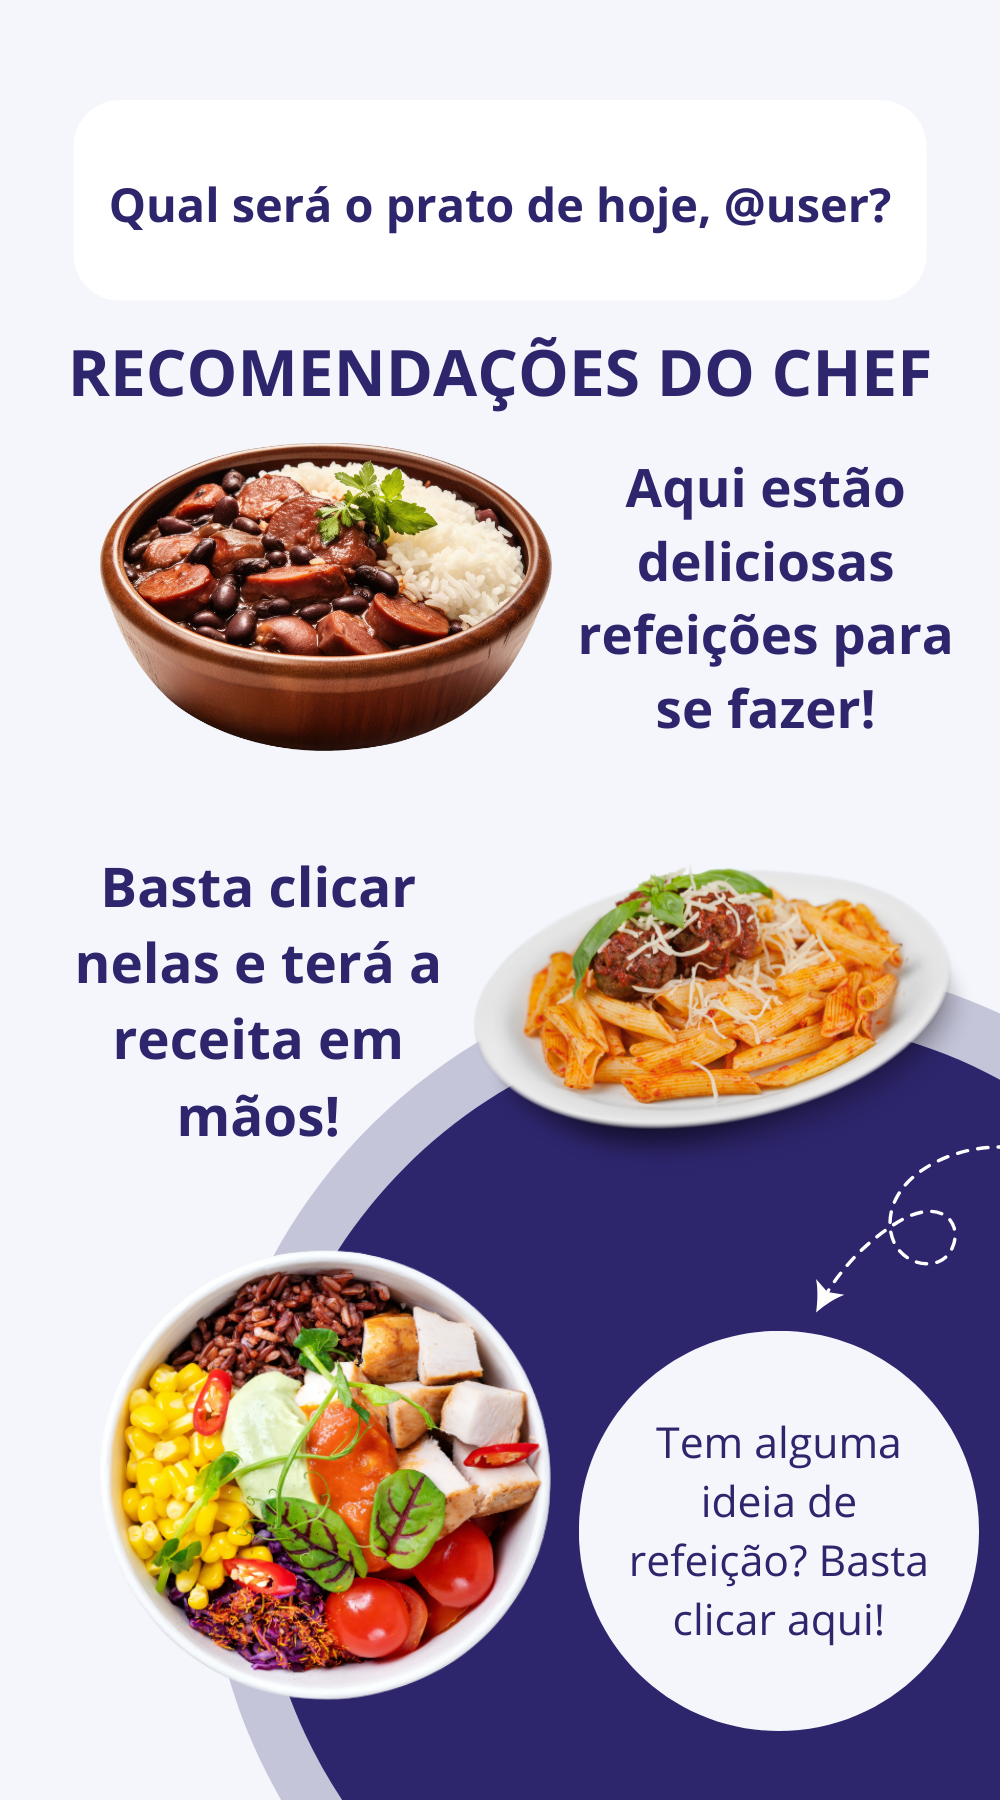 Qual será o prato de hoje, @user?
RECOMENDAÇÕES DO CHEF
Aqui estão
deliciosas
refeições para
se fazer!
Basta clicar
nelas e terá a
receita em
mãos!
Tem alguma
ideia de
refeição? Basta
clicar aqui!